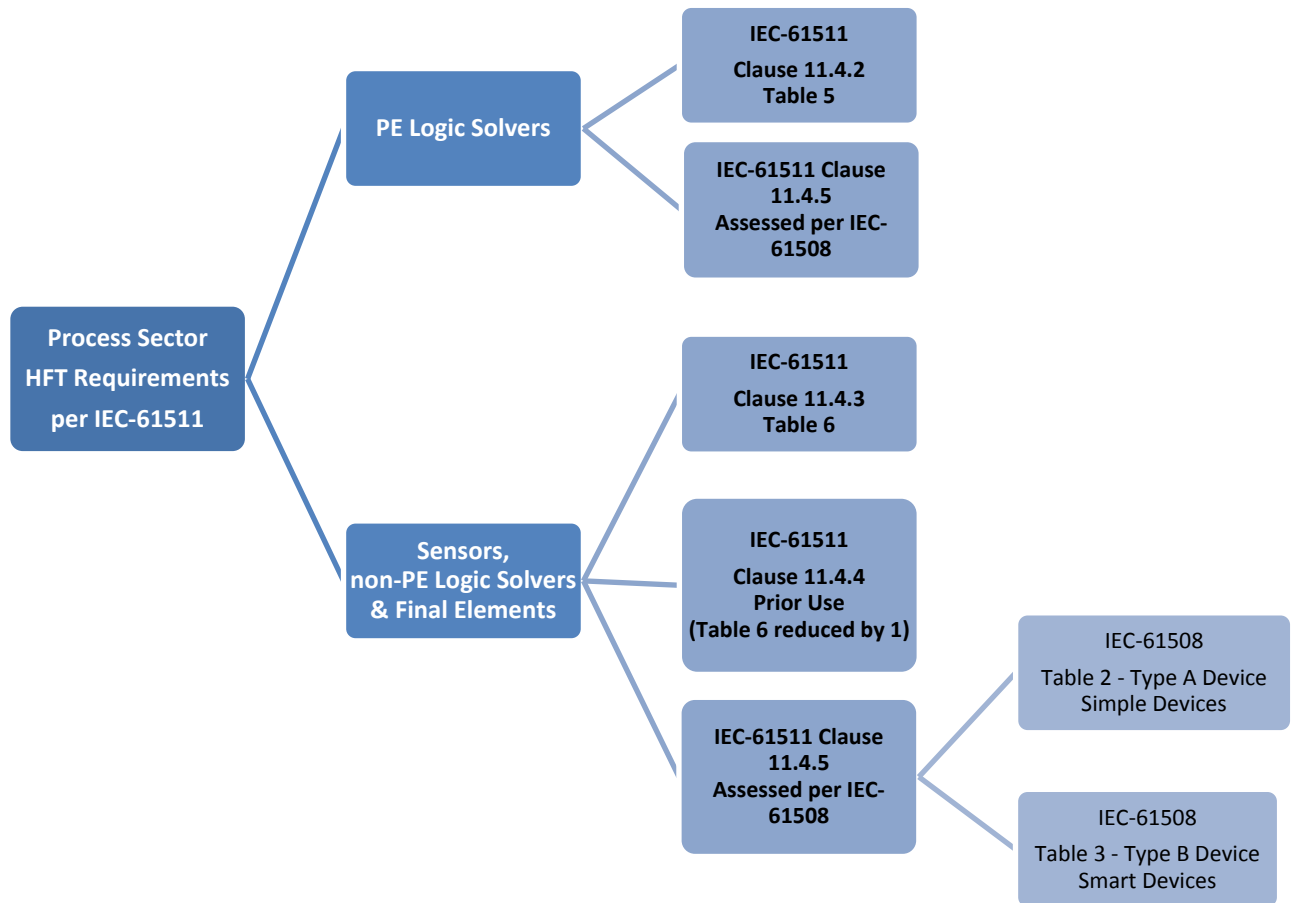 IEC-61511
Clause 11.4.2
Table 5
PE Logic Solvers
IEC-61511 Clause
11.4.5
Assessed per IEC-
61508
Process Sector
HFT Requirements
per IEC-61511
IEC-61511
Clause 11.4.3
Table 6
Sensors,
non-PE Logic Solvers
& Final Elements
IEC-61511
Clause 11.4.4
Prior Use
(Table 6 reduced by 1)
IEC-61508
Table 2 - Type A Device
Simple Devices
IEC-61511 Clause
11.4.5
Assessed per IEC-
61508
IEC-61508
Table 3 - Type B Device
Smart Devices